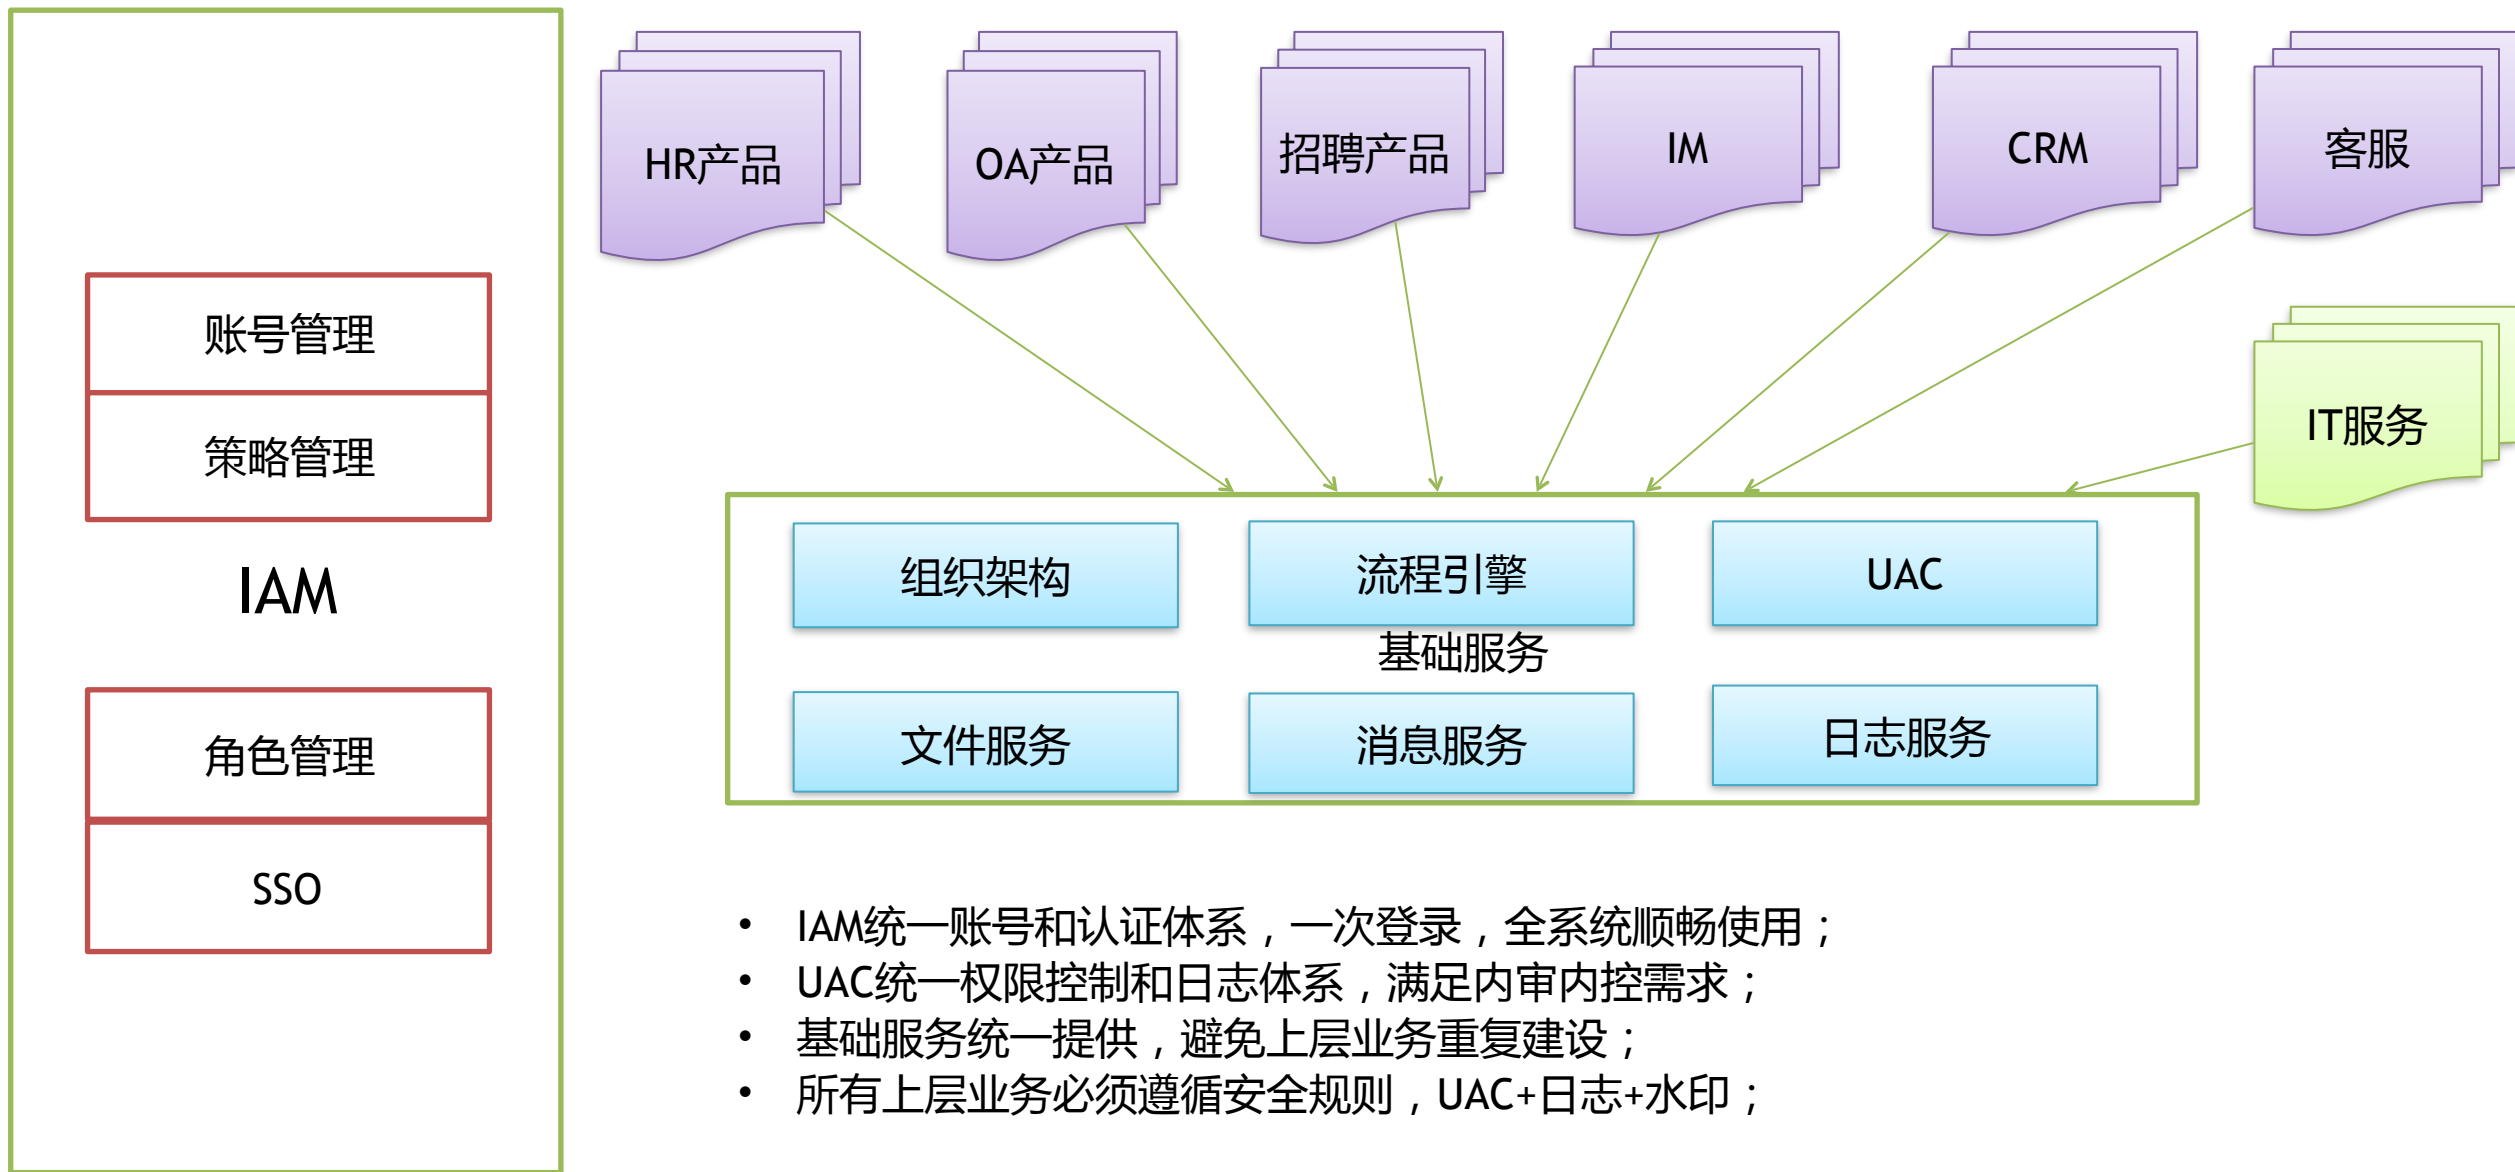 账号管理
策略管理
IAM
角色管理
SSO
HR产品
OA产品
招聘产品
IM
CRM
客服
IT服务
组织架构
流程引擎
UAC
基础服务
文件服务
消息服务
日志服务
• IAM统一账号和认证体系，一次登录，全系统顺畅使用；
• UAC统一权限控制和日志体系，满足内审内控需求；
• 基础服务统一提供，避免上层业务重复建设；
• 所有上层业务必须遵循安全规则，UAC+日志+水印；